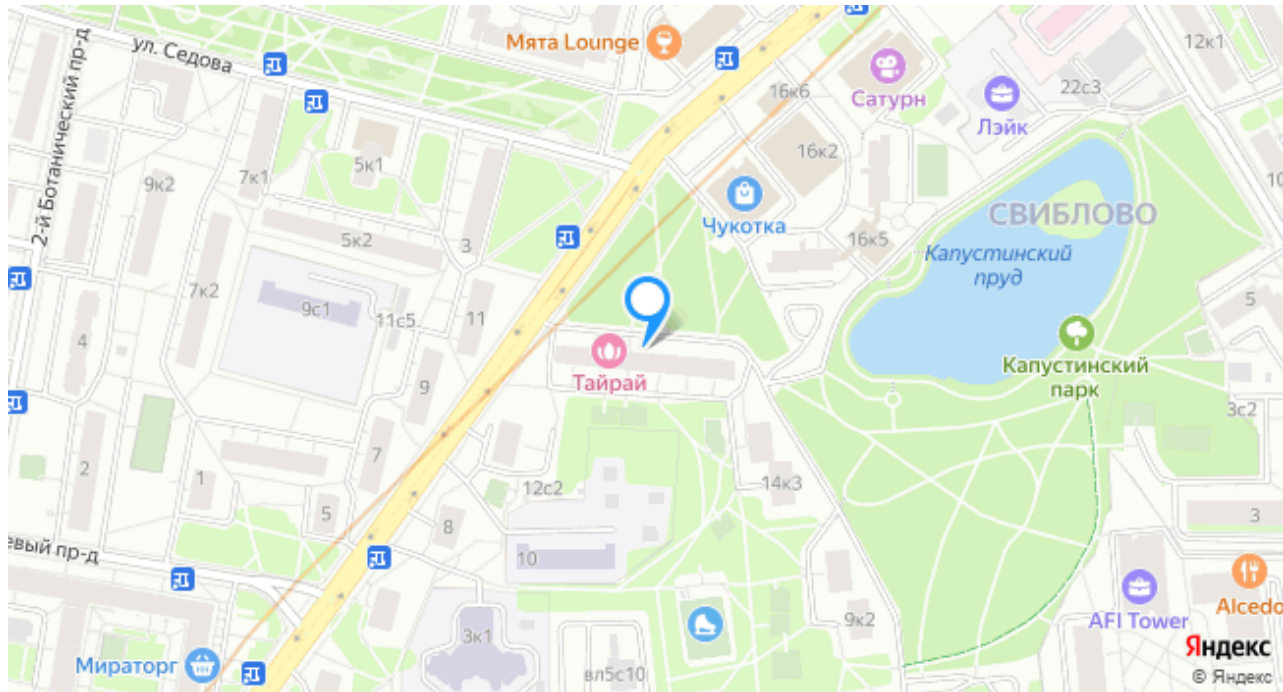 Мята Lounge
12к1
ул. Седова
22с3
16к6
Сатурн
Лэйк
2-й Ботанический пр-д
5к1
16к2
7к1
9к2
10
СВИБЛОВО
Чукотка
5к2
3
16к5
Капустинский
пруд
7к2
9с1
11с5
11
5
4
Капустинский
парк
Тайрай
9
3с2
7
2
1
12с2
14к3
5
8
3
евый пр-д
10
AFI Tower
Alcedo
9к2
3к1
Мираторг
вл5с10
Яндекс
© Яндекс